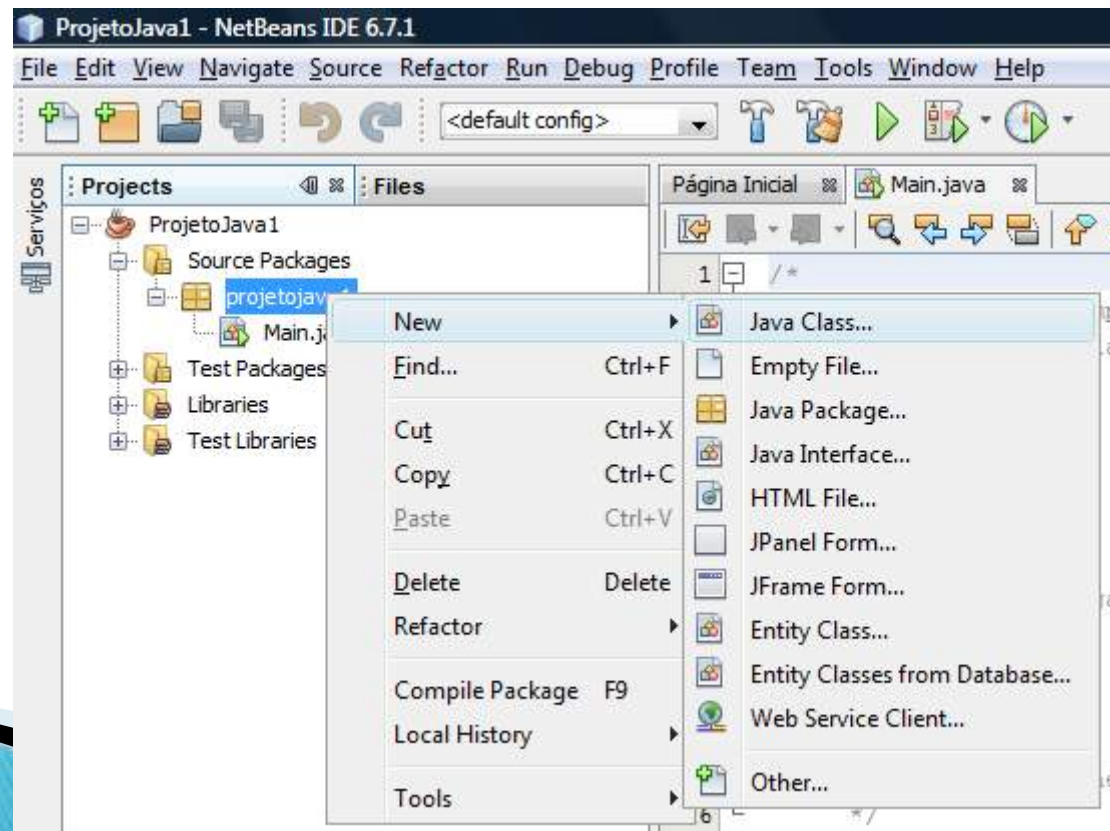 ProjetoJava1 - NetBeans IDE 6.7.1
File Edit View Navigate Source Refactor Run Debug Profile Team Tools Window Help
<default config>
Serviços
Projects
Files
Página Inicial
Main.java
ProjetoJava1
Source Packages
Test Packages
Libraries
Test Libraries
New
Find... Ctrl+F
Cut Ctrl+X
Copy Ctrl+C
Paste Ctrl+V
Delete Delete
Refactor
Compile Package F9
Local History
Tools
Java Class...
Empty File...
Java Package...
Java Interface...
HTML File...
JPanel Form...
JFrame Form...
Entity Class...
Entity Classes from Database...
Web Service Client...
Other...
1 /*
6 */